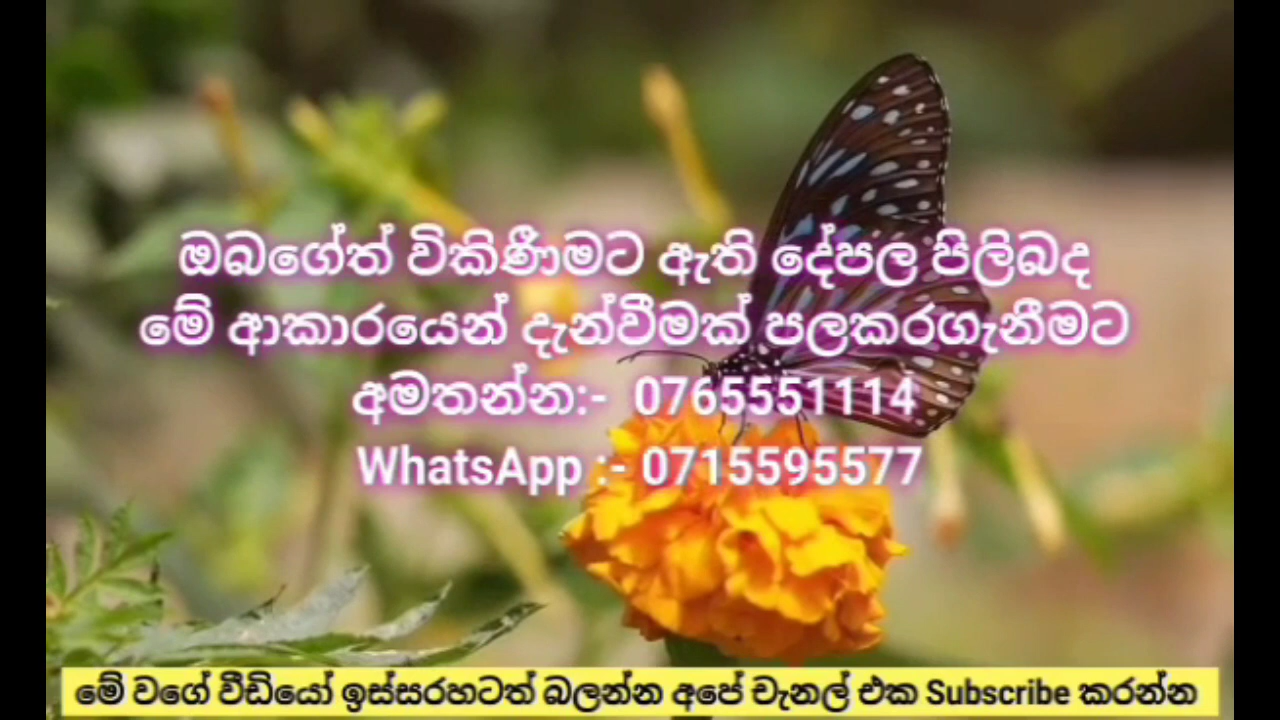 ඔබගේත් විකිණීමට ඇති දේපල පිලිබද
මේ ආකාරයෙන් දැන්වීමක් පලකරගැනීමට
අමතන්න:- 0765551114
WhatsApp :- 0715595577
මේ වගේ වීඩියෝ ඉස්සරහටත් බලන්න අපේ චැනල් එක Subscribe කරන්න